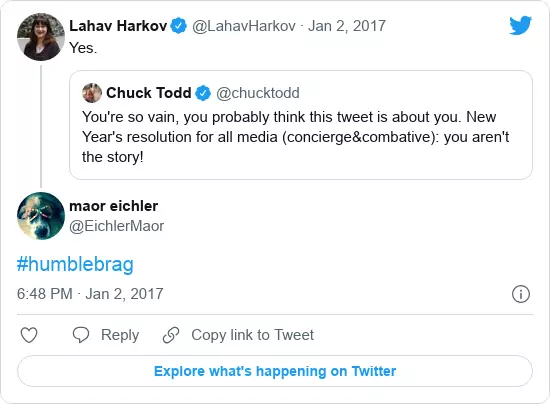 Lahav Harkov @LahavHarkov · Jan 2, 2017
Yes.
Chuck Todd @chucktodd
You're so vain, you probably think this tweet is about you. New
Year's resolution for all media (concierge&combative): you aren't
the story!
maor eichler
@EichlerMaor
#humblebrag
6:48 PM · Jan 2, 2017
Reply Copy link to Tweet
Explore what's happening on Twitter